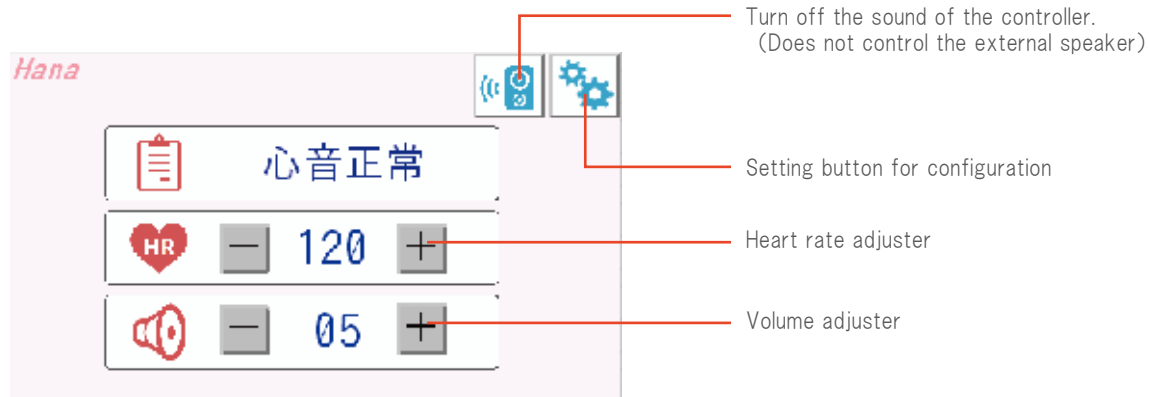 Turn off the sound of the controller.
(Does not control the external speaker)
Hana
心音正常
Setting button for configuration
HR
－ 120 ＋
Heart rate adjuster
－ 05 ＋
Volume adjuster